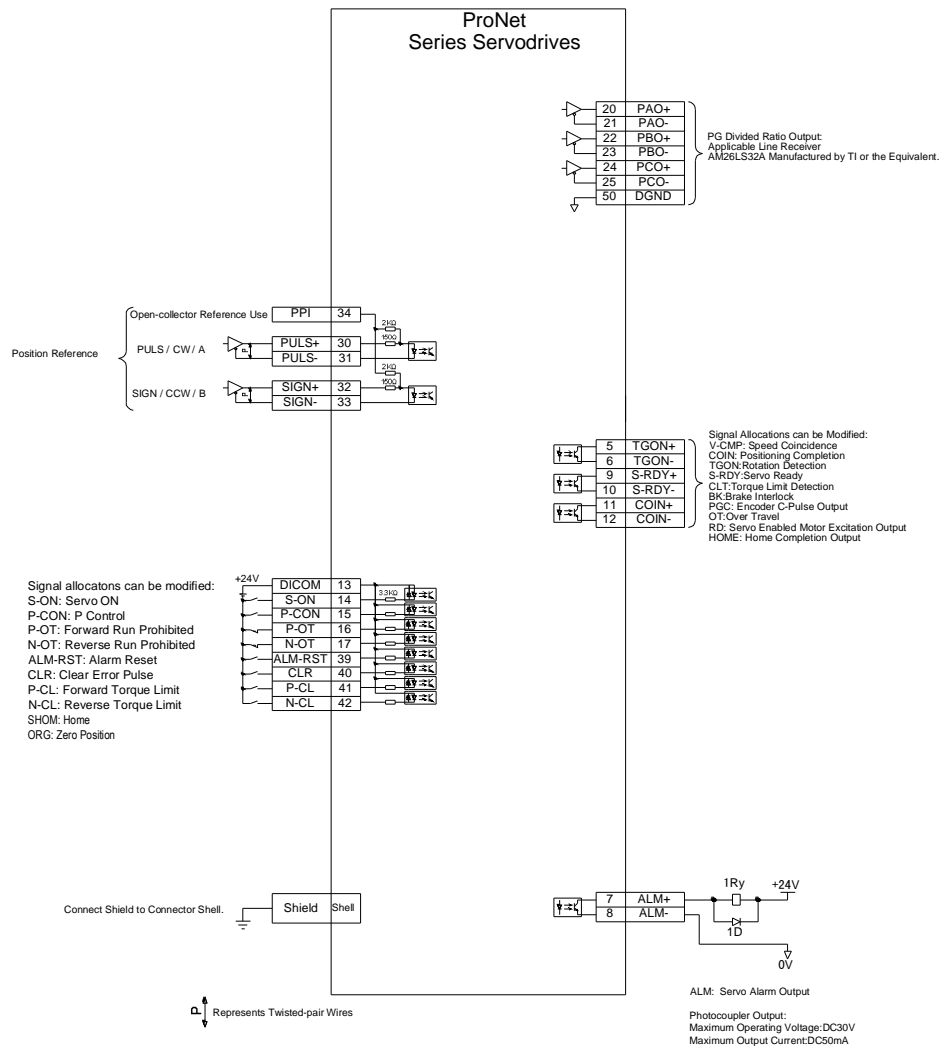 ProNet
Series Servodrives
20 PAO+
21 PAO-
22 PBO+
23 PBO-
24 PCO+
25 PCO-
50 DGND
PG Divided Ratio Output:
Applicable Line Receiver
AM26LS32A Manufactured by TI or the Equivalent.
Position Reference
Open-collector Reference Use
PULS / CW / A
SIGN / CCW / B
P
P
PPI 34
PULS+ 30
PULS- 31
SIGN+ 32
SIGN- 33
2KΩ
150Ω
2KΩ
150Ω
5 TGON+
6 TGON-
9 S-RDY+
10 S-RDY-
11 COIN+
12 COIN-
Signal Allocations can be Modified:
V-CMP: Speed Coincidence
COIN: Positioning Completion
TGON:Rotation Detection
S-RDY:Servo Ready
CLT:Torque Limit Detection
BK:Brake Interlock
PGC: Encoder C-Pulse Output
OT:Over Travel
RD: Servo Enabled Motor Excitation Output
HOME: Home Completion Output
Signal allocatons can be modified:
S-ON: Servo ON
P-CON: P Control
P-OT: Forward Run Prohibited
N-OT: Reverse Run Prohibited
ALM-RST: Alarm Reset
CLR: Clear Error Pulse
P-CL: Forward Torque Limit
N-CL: Reverse Torque Limit
SHOM: Home
ORG: Zero Position
+24V
DICOM 13
S-ON 14
P-CON 15
P-OT 16
N-OT 17
ALM-RST 39
CLR 40
P-CL 41
N-CL 42
3.3KΩ
Connect Shield to Connector Shell.
Shield Shell
7 ALM+
8 ALM-
1Ry
+24V
1D
0V
ALM: Servo Alarm Output
Photocoupler Output:
Maximum Operating Voltage:DC30V
Maximum Output Current:DC50mA
P Represents Twisted-pair Wires